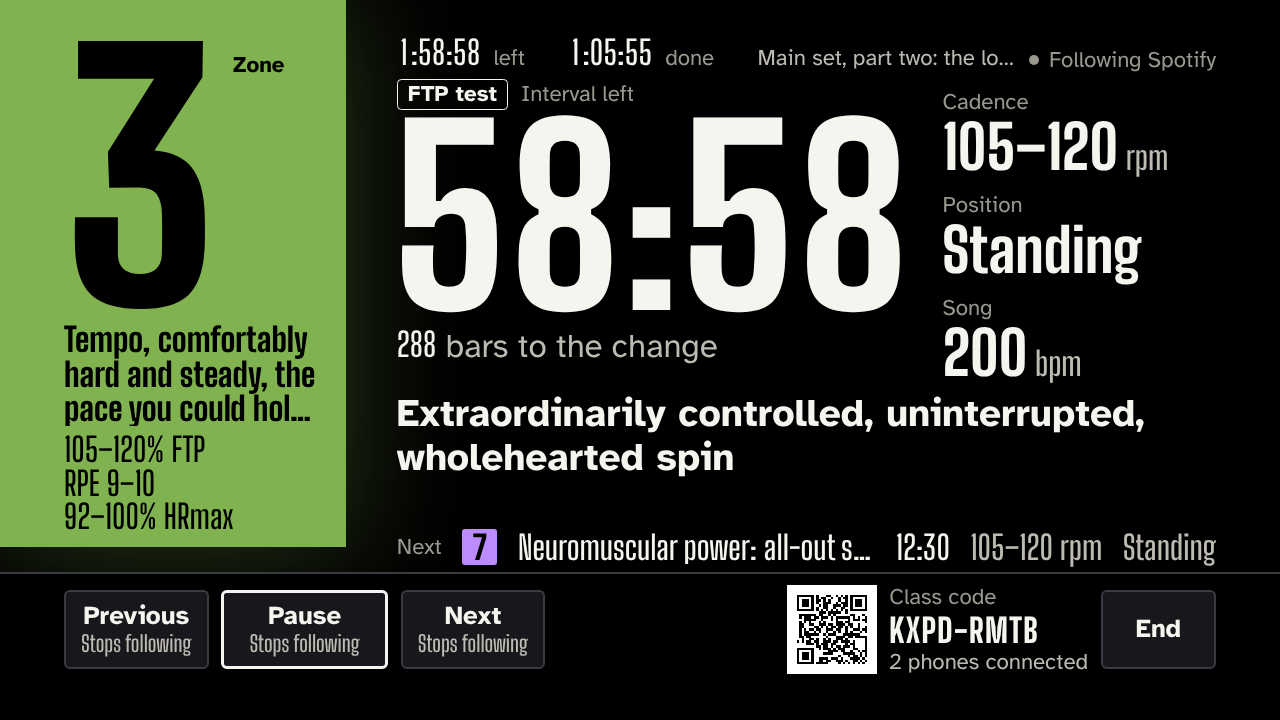 3 Zone
Tempo, comfortably
hard and steady, the
pace you could hol...
105–120% FTP
RPE 9–10
92–100% HRmax
1:58:58 left 1:05:55 done Main set, part two: the lo... ● Following Spotify
FTP test Interval left
58:58
288 bars to the change
Cadence
105–120 rpm
Position
Standing
Song
200 bpm
Extraordinarily controlled, uninterrupted,
wholehearted spin
Next 7 Neuromuscular power: all-out s... 12:30 105–120 rpm Standing
Previous
Stops following
Pause
Stops following
Next
Stops following
Class code
KXPD-RMTB
2 phones connected
End